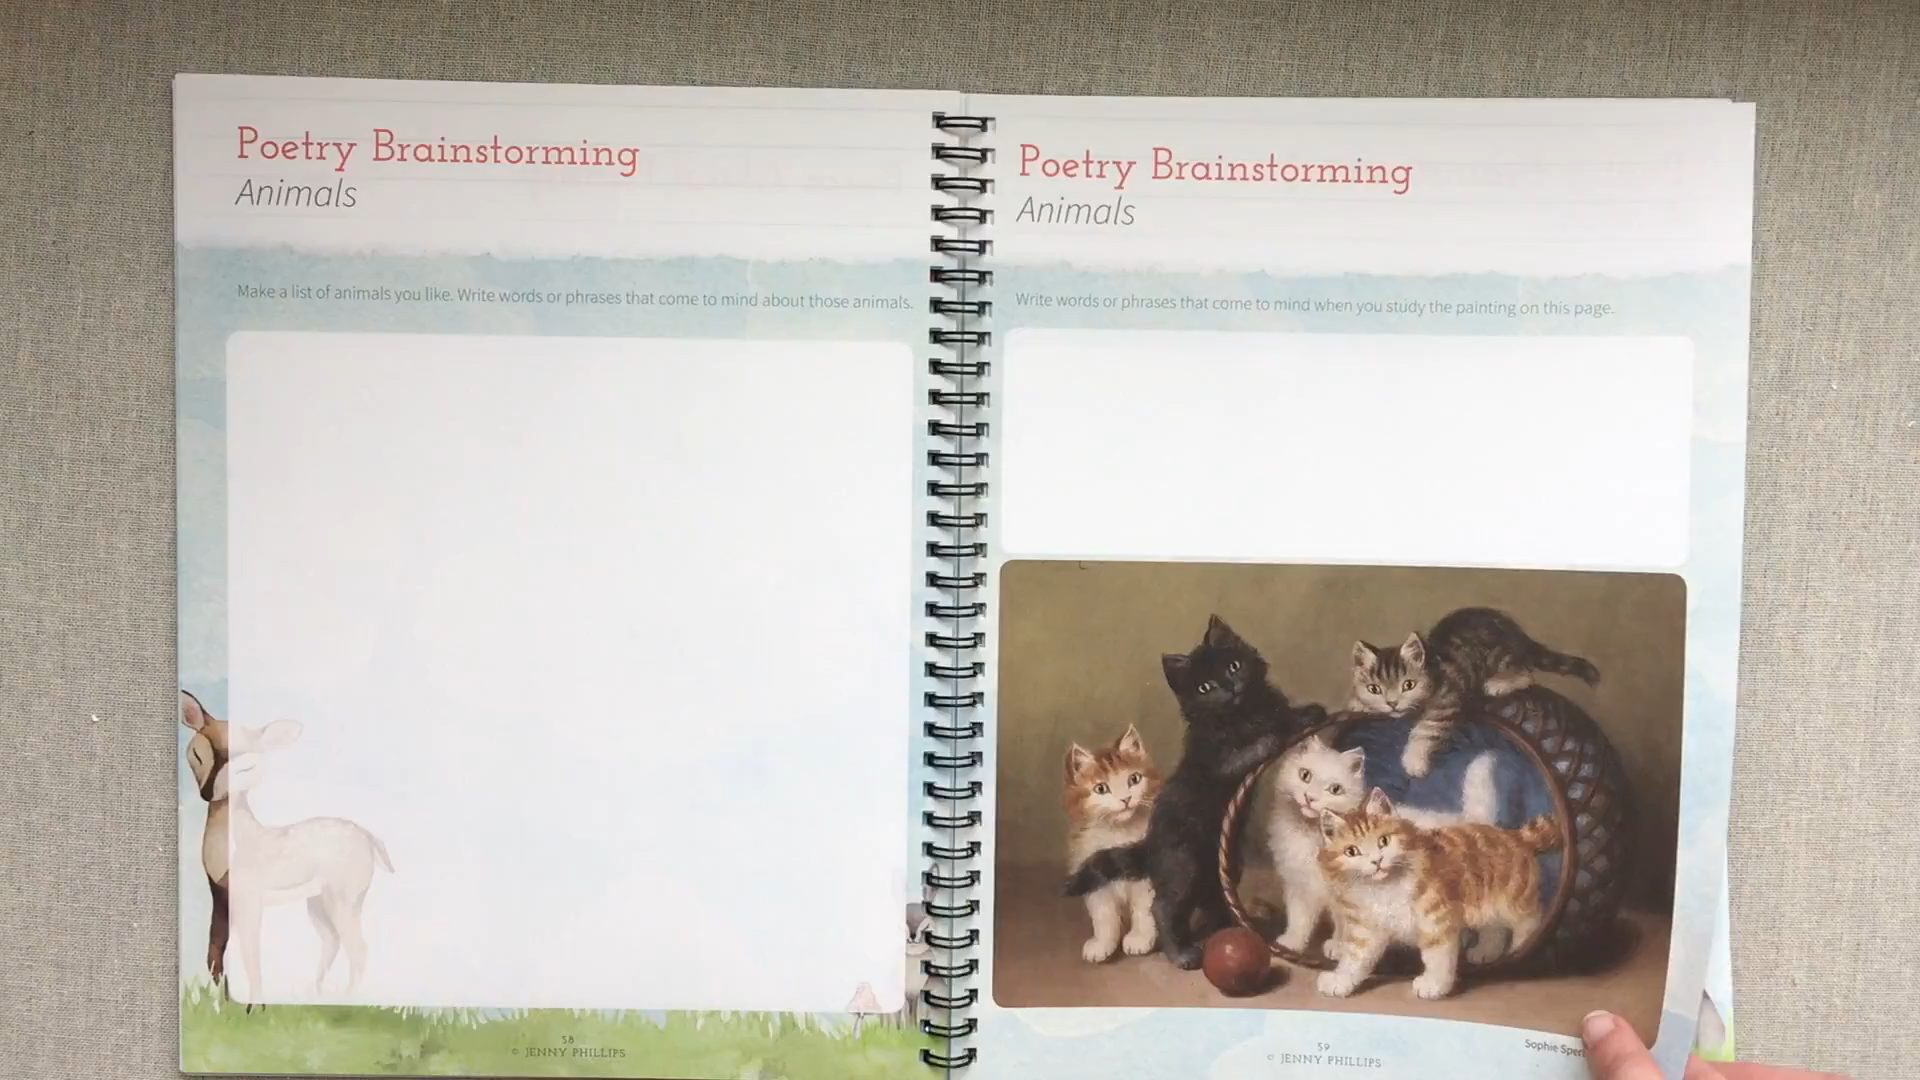 Poetry Brainstorming
Animals
Make a list of animals you like. Write words or phrases that come to mind about those animals.
58
© JENNY PHILLIPS
Poetry Brainstorming
Animals
Write words or phrases that come to mind when you study the painting on this page.
Sophie
59
© JENNY PHILLIPS